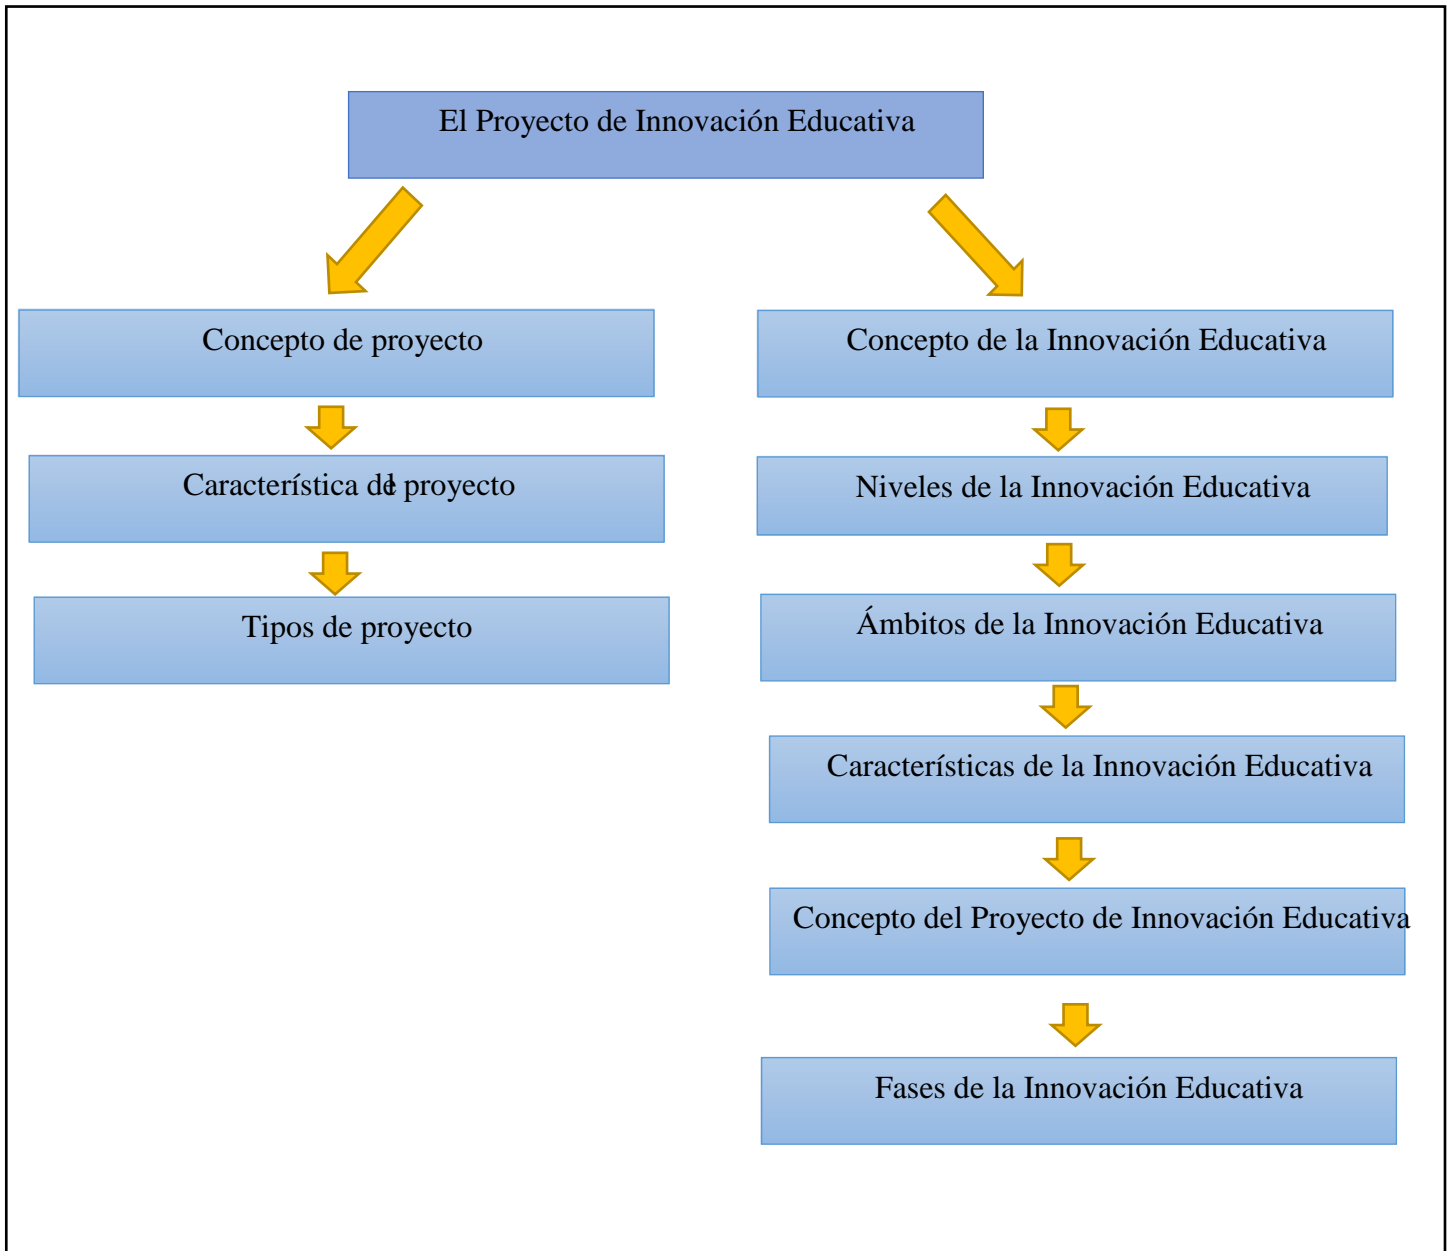 El Proyecto de Innovación Educativa
Concepto de proyecto
Característica del proyecto
Tipos de proyecto
Concepto de la Innovación Educativa
Niveles de la Innovación Educativa
Ámbitos de la Innovación Educativa
Características de la Innovación Educativa
Concepto del Proyecto de Innovación Educativa
Fases de la Innovación Educativa